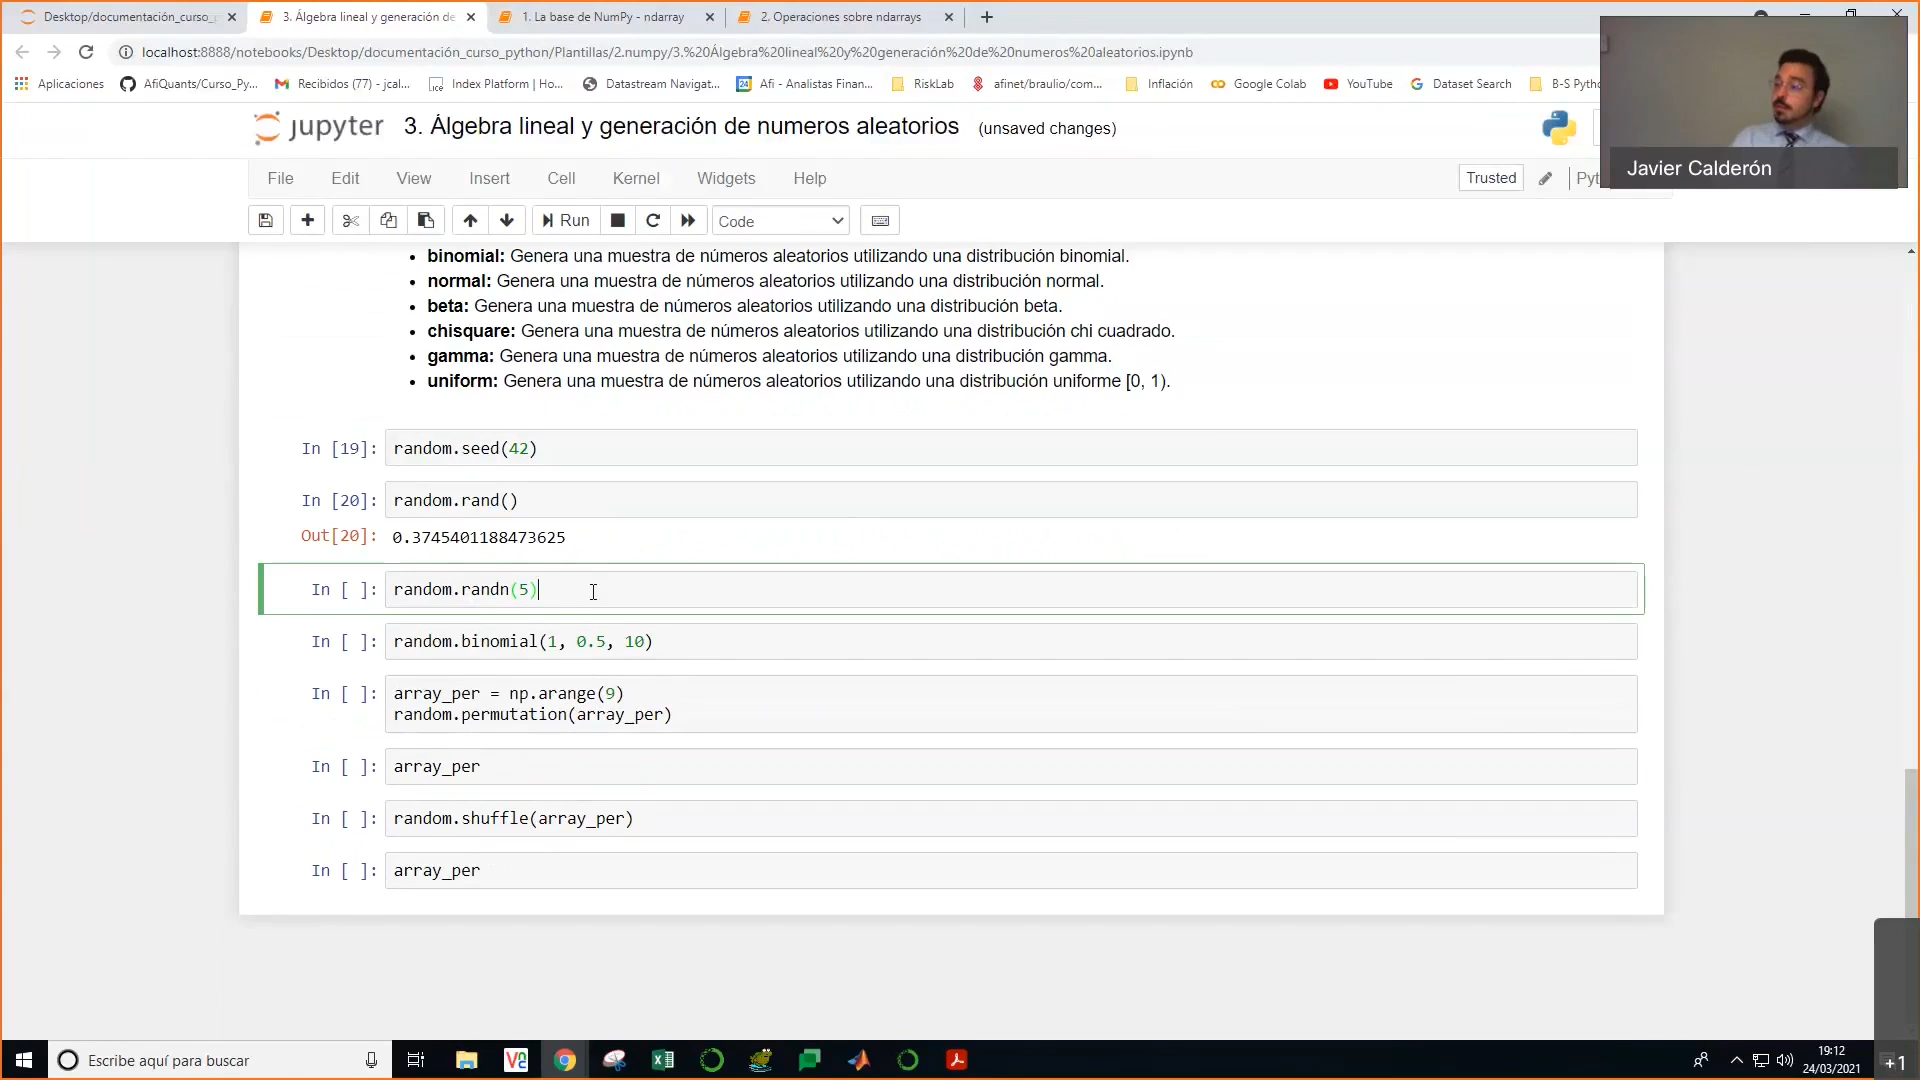 Desktop/documentación_curso_p
3. Álgebra lineal y generación de
1. La base de NumPy - ndarray
2. Operaciones sobre ndarrays
localhost:8888/notebooks/Desktop/documentación_curso_python/Plantillas/2.numpy/3.%20Álgebra%20lineal%20y%20generación%20de%20numeros%20aleatorios.ipynb
Aplicaciones
AfiQuants/Curso_Py...
Recibidos (77) - jcal...
Index Platform | Ho...
Datastream Navigat...
Afi - Analistas Finan...
RiskLab
afinet/braulio/com...
Inflación
Google Colab
YouTube
Dataset Search
B-S Pytho
jupyter 3. Álgebra lineal y generación de numeros aleatorios (unsaved changes)
Javier Calderón
File Edit View Insert Cell Kernel Widgets Help
Trusted
Pyt
Run
Code
binomial: Genera una muestra de números aleatorios utilizando una distribución binomial.
normal: Genera una muestra de números aleatorios utilizando una distribución normal.
beta: Genera una muestra de números aleatorios utilizando una distribución beta.
chisquare: Genera una muestra de números aleatorios utilizando una distribución chi cuadrado.
gamma: Genera una muestra de números aleatorios utilizando una distribución gamma.
uniform: Genera una muestra de números aleatorios utilizando una distribución uniforme [0, 1).
In [19]: random.seed(42)
In [20]: random.rand()
Out[20]: 0.3745401188473625
In [ ]: random.randn(5)
In [ ]: random.binomial(1, 0.5, 10)
In [ ]: array_per = np.arange(9)
random.permutation(array_per)
In [ ]: array_per
In [ ]: random.shuffle(array_per)
In [ ]: array_per
Escribe aquí para buscar
19:12
24/03/2021
+1